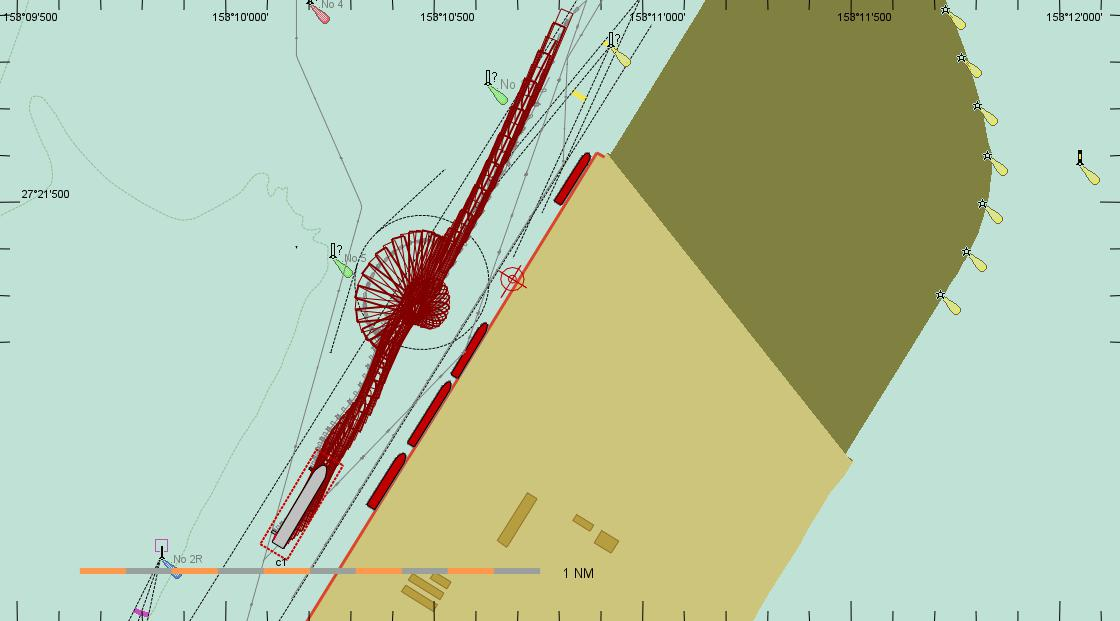 158°09'500
158°10'000'
158°10'500
158°11'000'
158°11'500
158°12'000'
No 4
?
?
No
27°21'500
?
No 5
No 2R
c1
1 NM